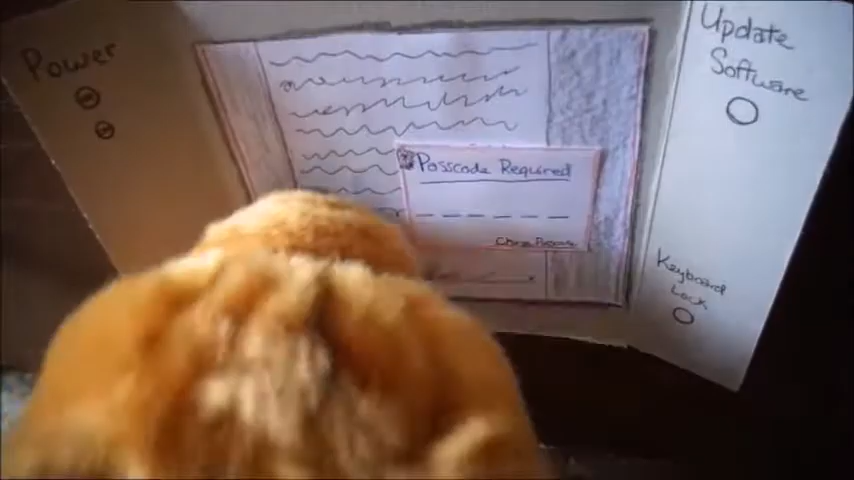 Power
Passcode Required
Update
Software
Keyboard
Lock